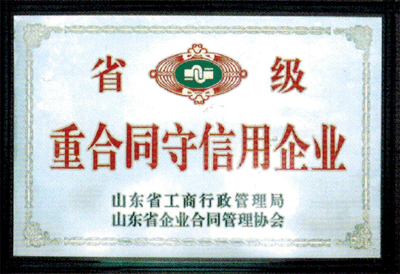 省级
重合同守信用企业
山东省工商行政管理局
山东省企业合同管理协会